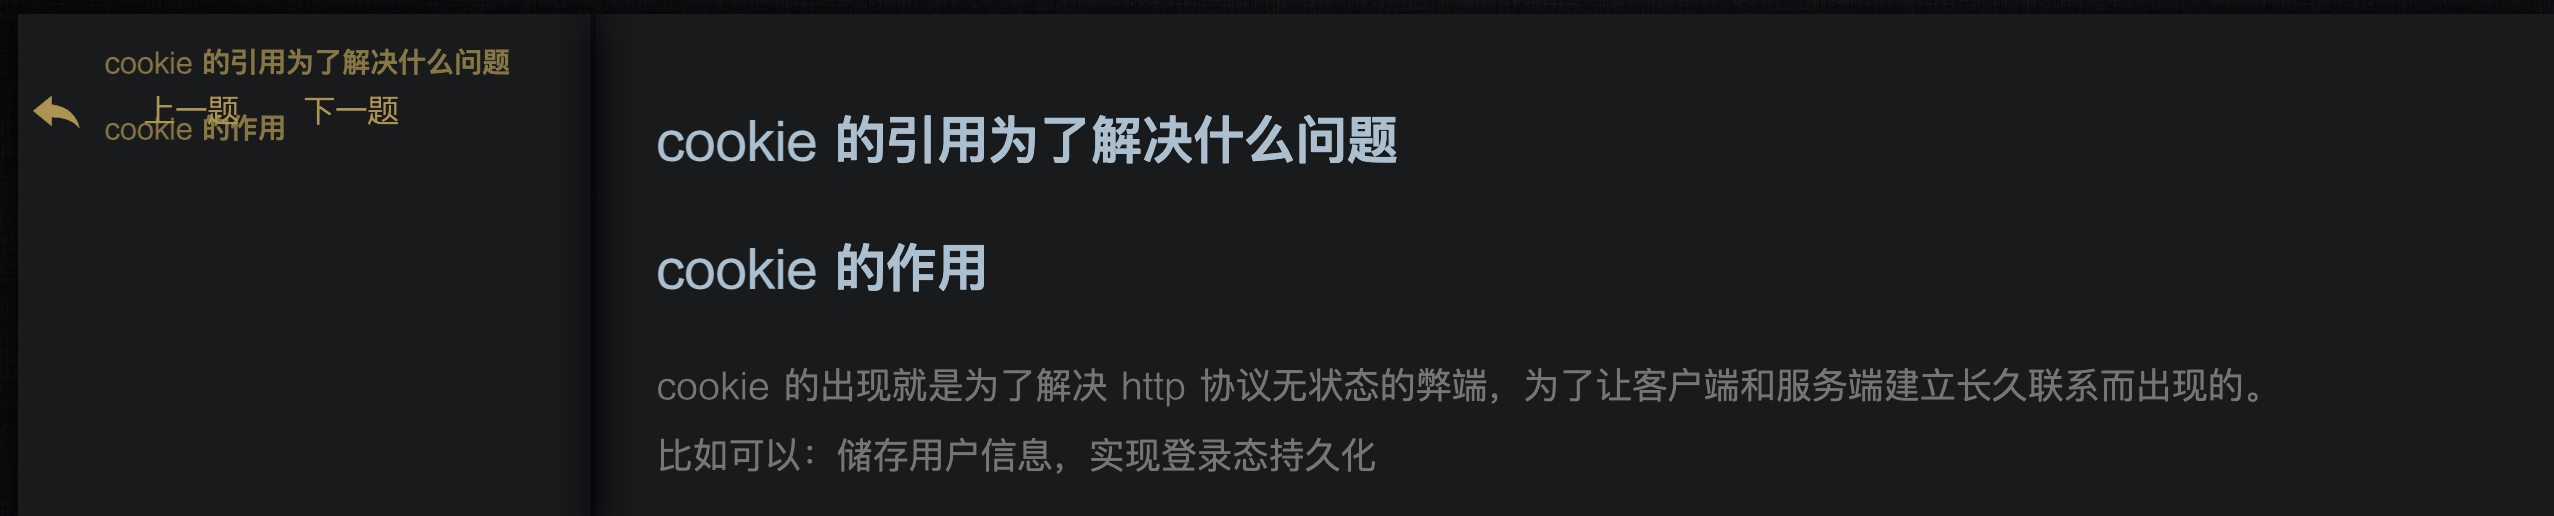 cookie 的引用为了解决什么问题
上一题 下一题
cookie 的作用
cookie 的引用为了解决什么问题
cookie 的作用
cookie 的出现就是为了解决 http 协议无状态的弊端，为了让客户端和服务端建立长久联系而出现的。
比如可以：储存用户信息，实现登录态持久化